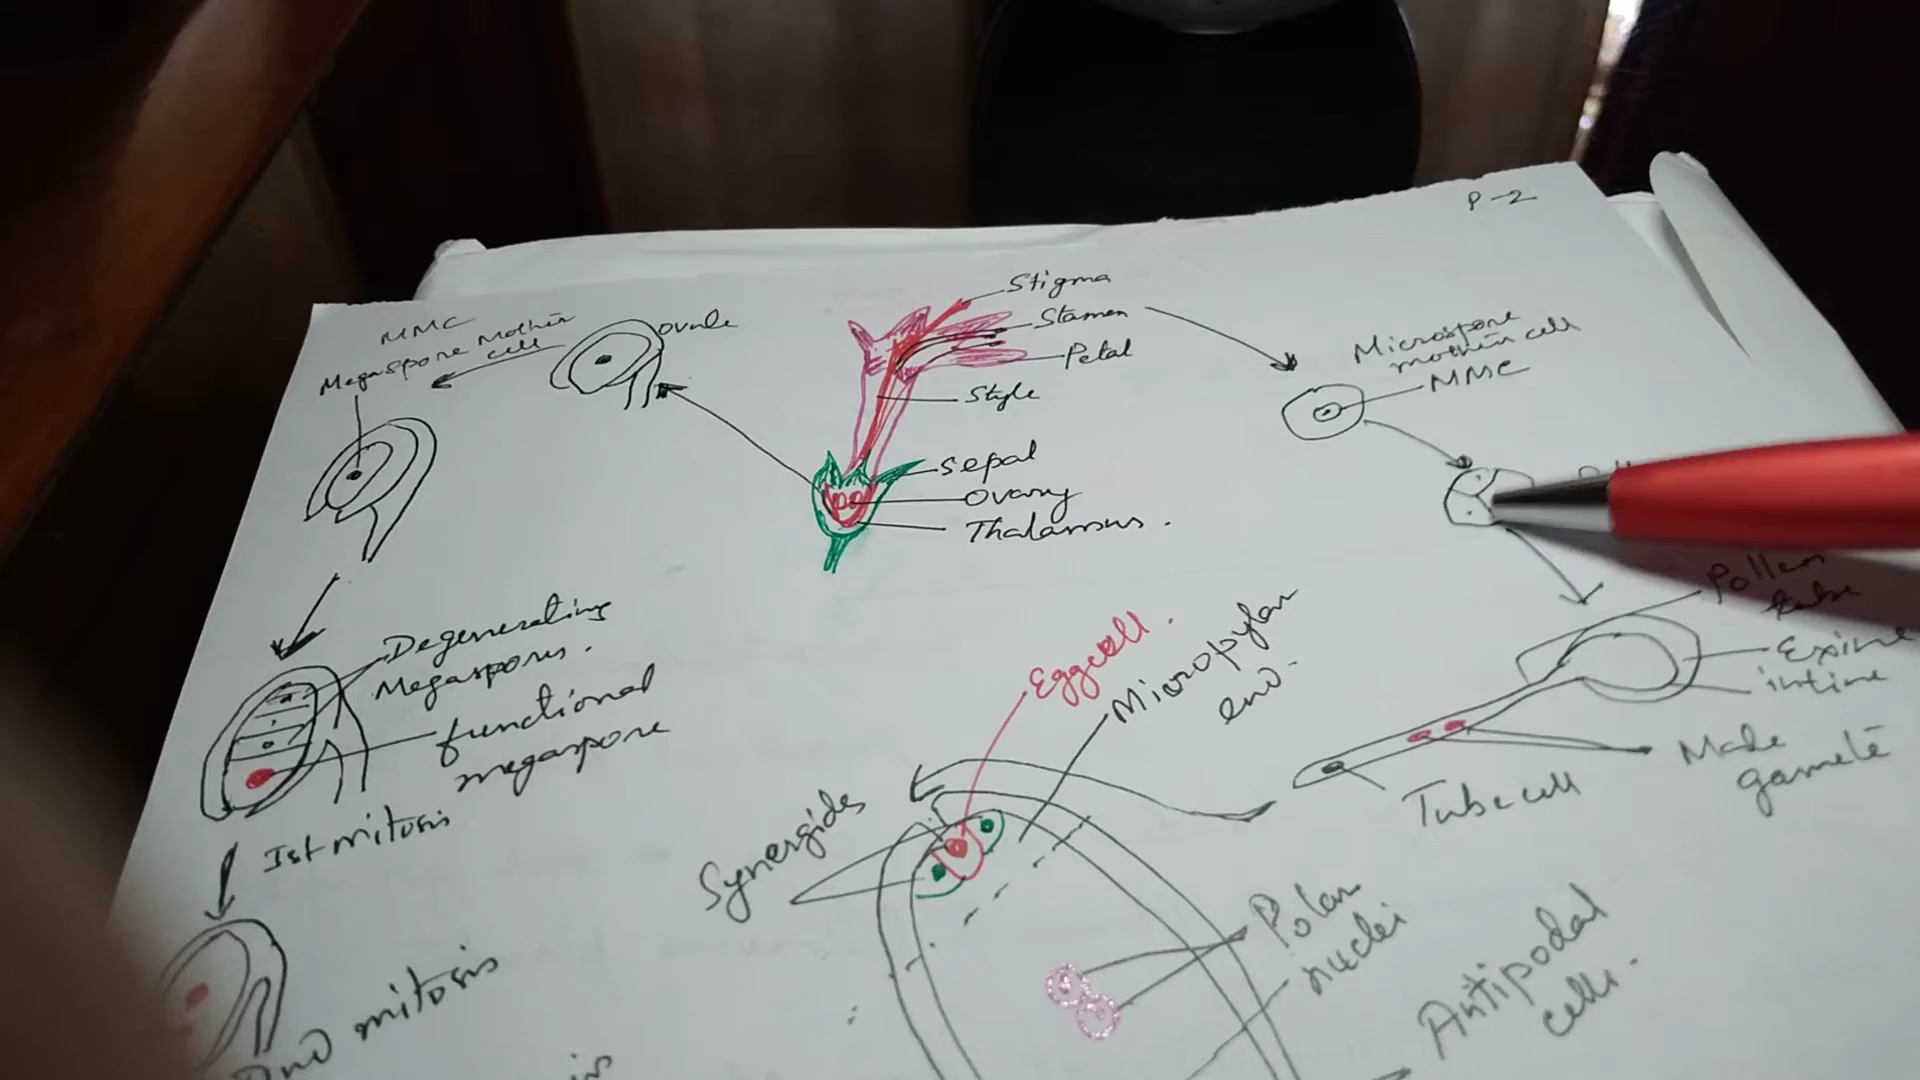 P-2
MMC
Megaspore Mother
cell
ovule
Stigma
Stamen
Petal
Style
Sepal
Ovary
Thalamus.
Microspore
mother cell
MMC
Pollen
tube
Exine
intine
Male
gamete
Tube cell
Degenerating
Megaspores.
functional
megaspore
Ist mitosis
mitosis
Egg cell.
Micropylar
end.
Synergids
Polar
nuclei
Antipodal
cells.